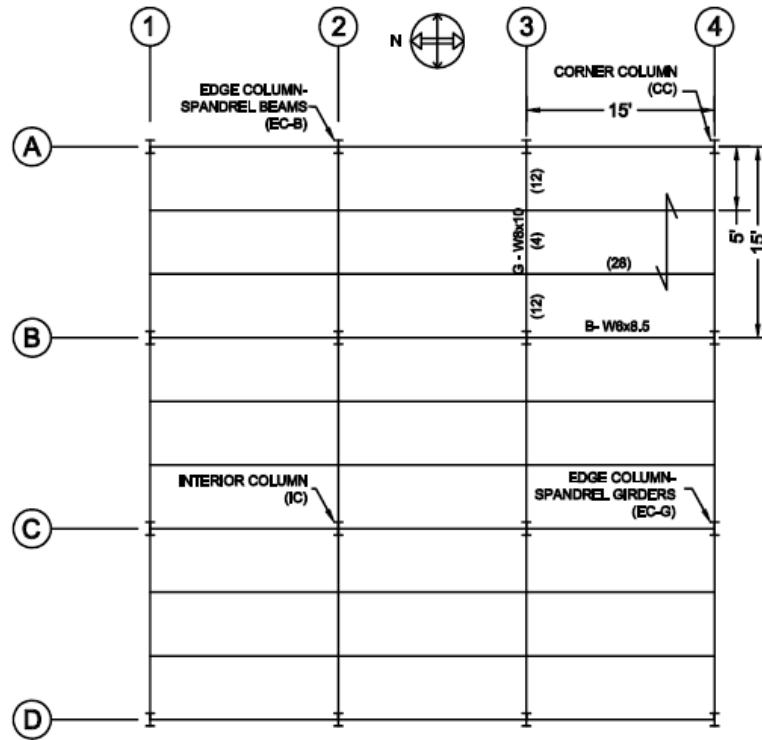 1
2
3
4
N
EDGE COLUMN-
SPANDREL BEAMS
(EC-B)
CORNER COLUMN
(CC)
15'
A
(12)
G - W8x10
(4)
(28)
5'
15'
(12)
B- W6x8.5
B
INTERIOR COLUMN
(IC)
EDGE COLUMN-
SPANDREL GIRDERS
(EC-G)
C
D